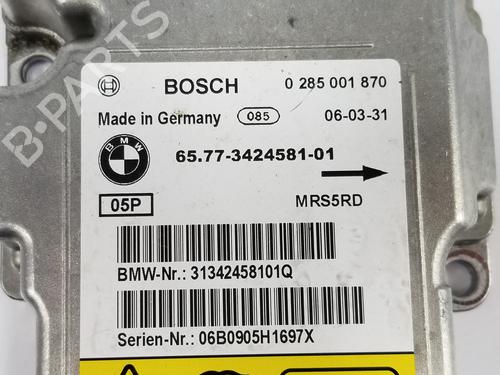 B-PARTS
BOSCH 0 285 001 870
Made in Germany 085 06-03-31
BMW 65.77-3424581-01
05P MRS5RD
BMW-Nr.: 31342458101Q
Serien-Nr.: 06B0905H1697X